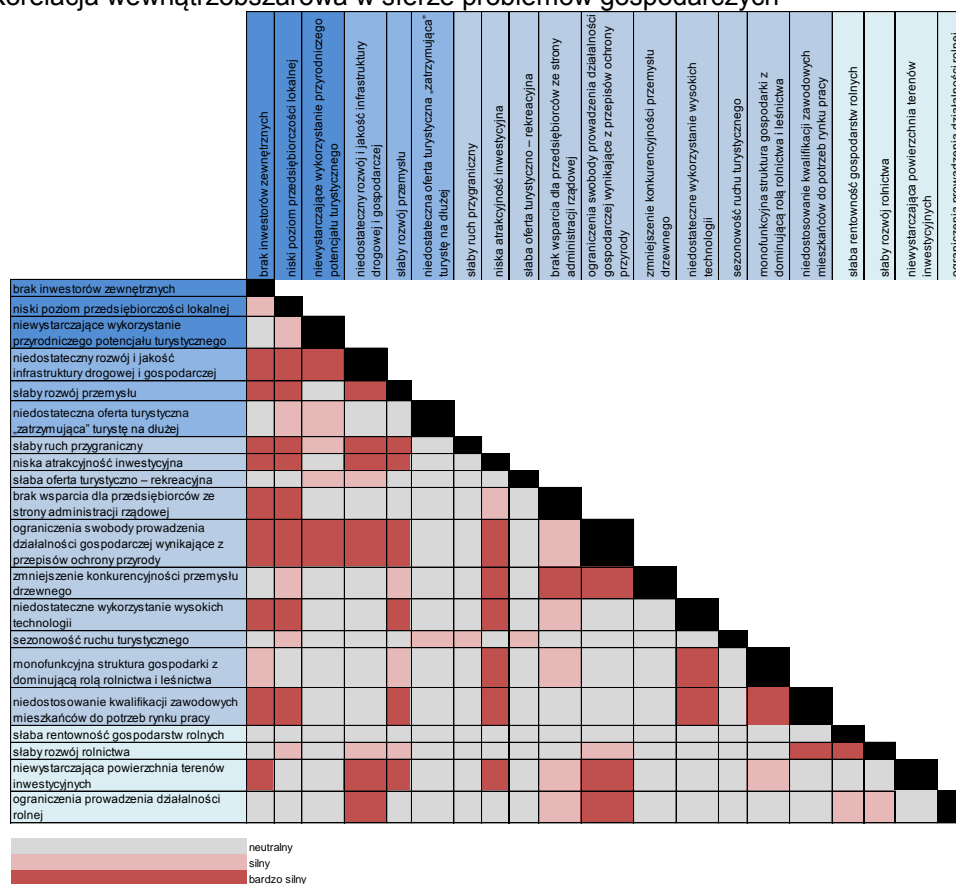 korelacja wewnątrzobszarowa w sferze problemów gospodarczych
brak inwestorów zewnętrznych
niski poziom przedsiębiorczości lokalnej
niewystarczające wykorzystanie przyrodniczego
potencjału turystycznego
niedostateczny rozwój i jakość infrastruktury
drogowej i gospodarczej
słaby rozwój przemysłu
niedostateczna oferta turystyczna „zatrzymująca”
turystę na dłużej
słaby ruch przygraniczny
niska atrakcyjność inwestycyjna
słaba oferta turystyczno – rekreacyjna
brak wsparcia dla przedsiębiorców ze strony
administracji rządowej
ograniczenia swobody prowadzenia działalności
gospodarczej wynikające z przepisów ochrony
przyrody
zmniejszenie konkurencyjności przemysłu
drzewnego
niedostateczne wykorzystanie wysokich
technologii
sezonowość ruchu turystycznego
monofunkcyjna struktura gospodarki z
dominującą rolą rolnictwa i leśnictwa
niedostosowanie kwalifikacji zawodowych
mieszkańców do potrzeb rynku pracy
słaba rentowność gospodarstw rolnych
słaby rozwój rolnictwa
niewystarczająca powierzchnia terenów
inwestycyjnych
ograniczenia prowadzenia działalności rolnej
brak inwestorów zewnętrznych
niski poziom przedsiębiorczości lokalnej
niewystarczające wykorzystanie
przyrodniczego potencjału turystycznego
niedostateczny rozwój i jakość
infrastruktury drogowej i gospodarczej
słaby rozwój przemysłu
niedostateczna oferta turystyczna
„zatrzymująca” turystę na dłużej
słaby ruch przygraniczny
niska atrakcyjność inwestycyjna
słaba oferta turystyczno – rekreacyjna
brak wsparcia dla przedsiębiorców ze
strony administracji rządowej
ograniczenia swobody prowadzenia
działalności gospodarczej wynikające z
przepisów ochrony przyrody
zmniejszenie konkurencyjności przemysłu
drzewnego
niedostateczne wykorzystanie wysokich
technologii
sezonowość ruchu turystycznego
monofunkcyjna struktura gospodarki z
dominującą rolą rolnictwa i leśnictwa
niedostosowanie kwalifikacji zawodowych
mieszkańców do potrzeb rynku pracy
słaba rentowność gospodarstw rolnych
słaby rozwój rolnictwa
niewystarczająca powierzchnia terenów
inwestycyjnych
ograniczenia prowadzenia działalności
rolnej
neutralny
silny
bardzo silny